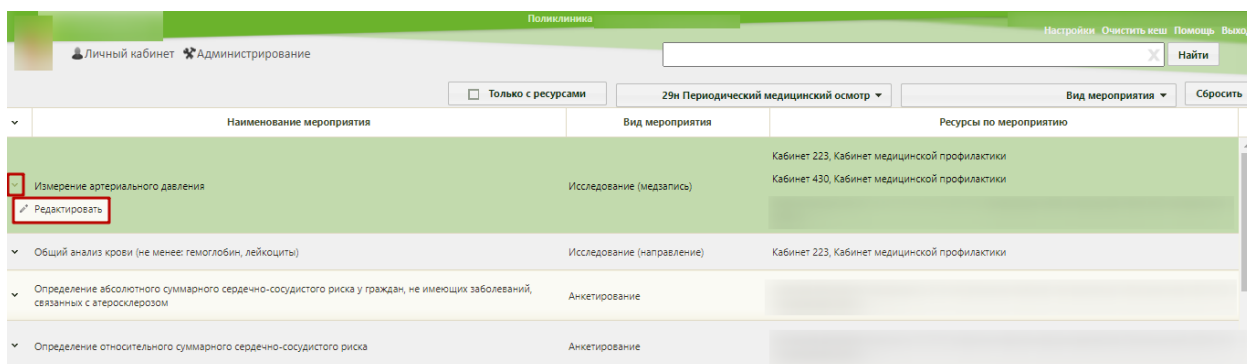 Поликлиника
Настройки Очистить кеш Помощь Выход
Личный кабинет Администрирование
X Найти
Только с ресурсами 29н Периодический медицинский осмотр Вид мероприятия Сбросить
Наименование мероприятия Вид мероприятия Ресурсы по мероприятию
Кабинет 223, Кабинет медицинской профилактики
Измерение артериального давления Исследование (медзапись) Кабинет 430, Кабинет медицинской профилактики
Редактировать
Общий анализ крови (не менее: гемоглобин, лейкоциты) Исследование (направление) Кабинет 223, Кабинет медицинской профилактики
Определение абсолютного суммарного сердечно-сосудистого риска у граждан, не имеющих заболеваний,
связанных с атеросклерозом Анкетирование
Определение относительного суммарного сердечно-сосудистого риска Анкетирование